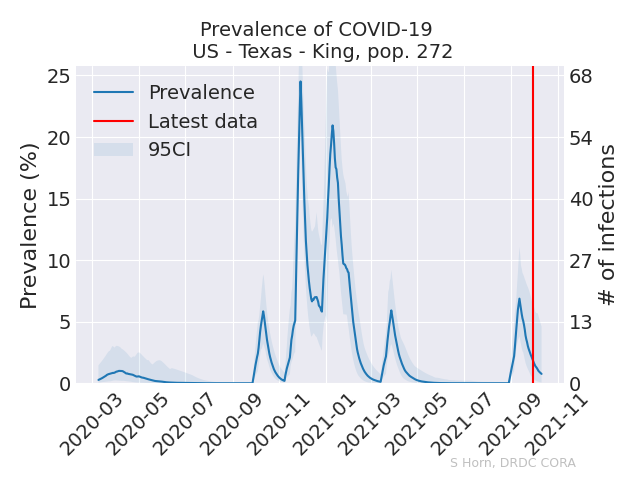 Prevalence of COVID-19
US - Texas - King, pop. 272
Prevalence (%)
25
20
15
10
5
0
Prevalence
Latest data
95CI
68
54
40
27
13
0
# of infections
2020-03
2020-05
2020-07
2020-09
2020-11
2021-01
2021-03
2021-05
2021-07
2021-09
2021-11
S Horn, DRDC CORA